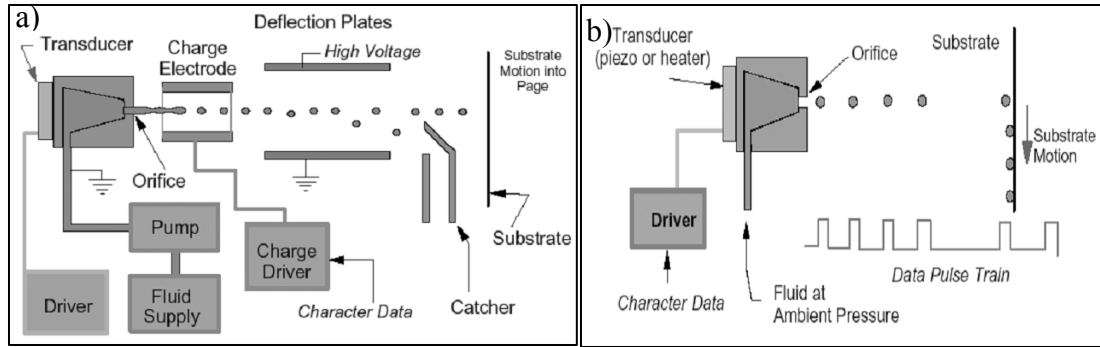 a)
Deflection Plates
Transducer
Charge
Electrode
High Voltage
Substrate
Motion into
Page
Orifice
Pump
Substrate
Charge
Driver
Driver
Fluid
Supply
Character Data
Catcher
b)
Transducer
(piezo or heater)
Substrate
Orifice
Substrate
Motion
Driver
Data Pulse Train
Character Data
Fluid at
Ambient Pressure